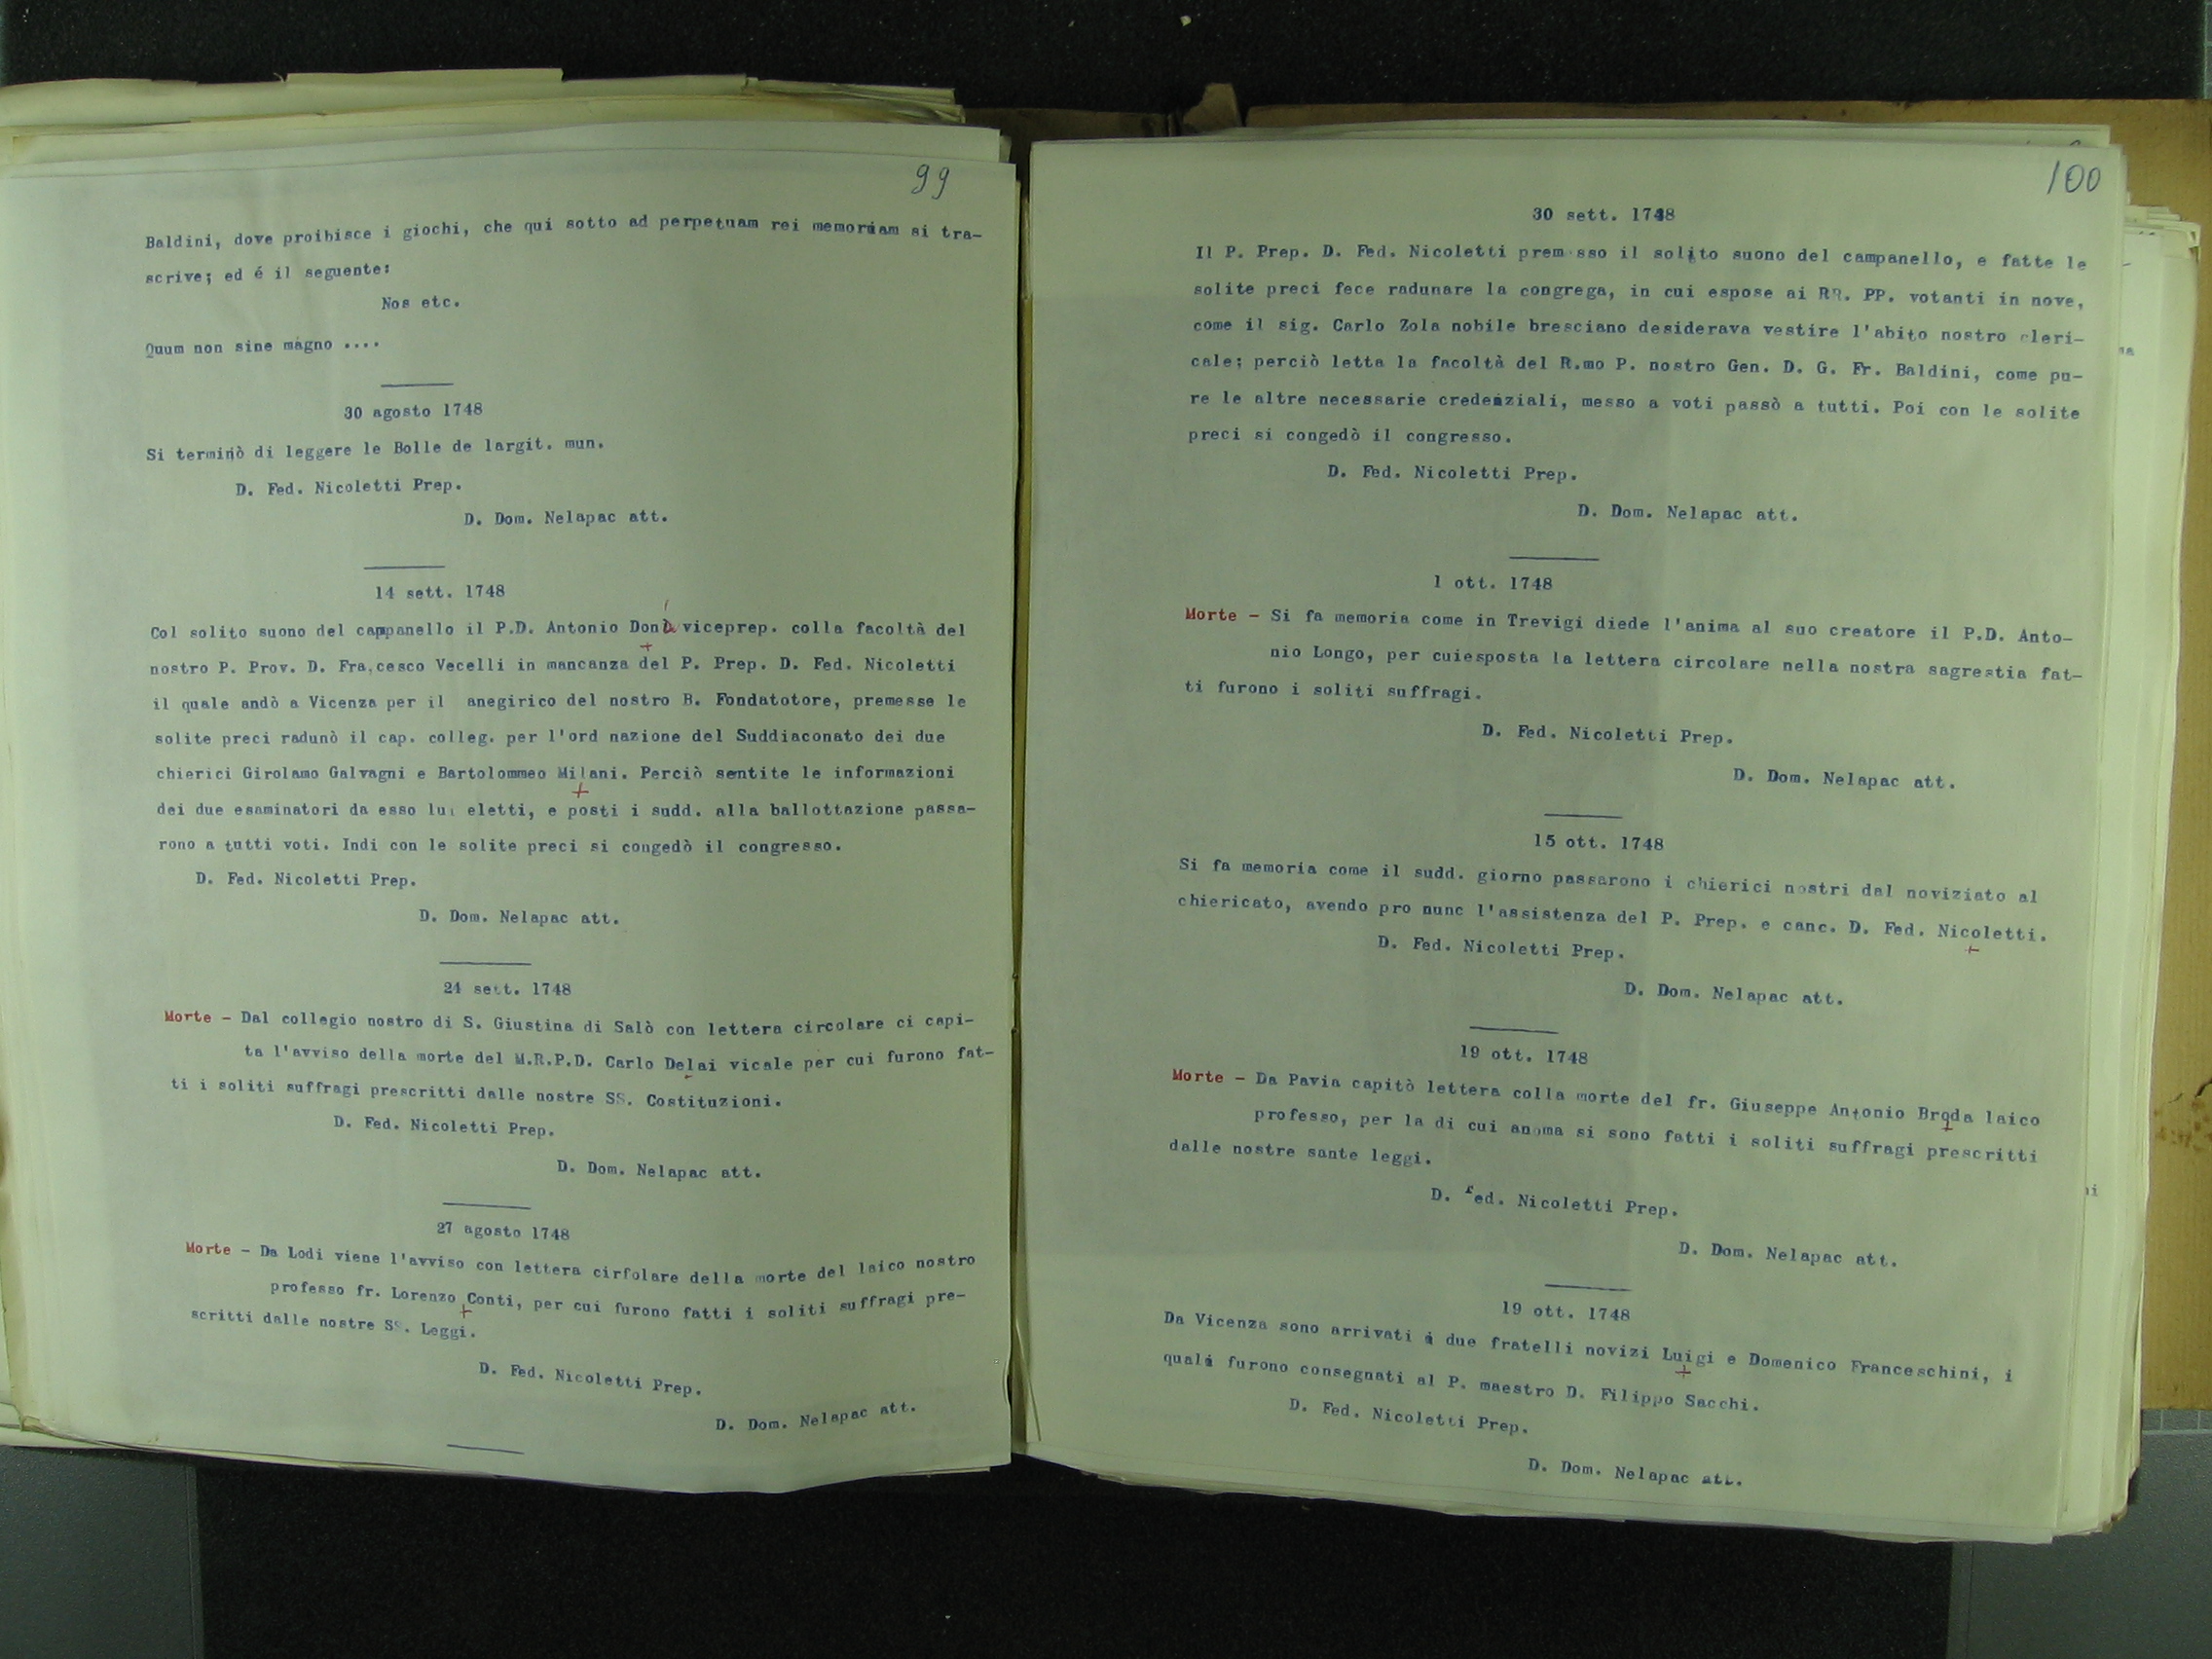 99
Baldini, dove proibisce i giochi, che qui sotto ad perpetuam rei memoriam si tra-
scrive; ed é il seguente:
Nos etc.
Quum non sine magno ....
30 agosto 1748
Si terminò di leggere le Bolle de largit. mun.
D. Fed. Nicoletti Prep.
D. Dom. Nelapac att.
14 sett. 1748
Col solito suono del campanello il P.D. Antonio Donà viceprep. colla facoltà del
nostro P. Prov. D. Fra.cesco Vecelli in mancanza del P. Prep. D. Fed. Nicoletti
il quale andò a Vicenza per il anegirico del nostro B. Fondatotore, premesse le
solite preci radunò il cap. colleg. per l'ord nazione del Suddiaconato dei due
chierici Girolamo Galvagni e Bartolommeo Milani. Perciò sentite le informazioni
dei due esaminatori da esso lui eletti, e posti i sudd. alla ballottazione passa-
rono a tutti voti. Indi con le solite preci si congedò il congresso.
D. Fed. Nicoletti Prep.
D. Dom. Nelapac att.
24 sett. 1748
Morte - Dal collegio nostro di S. Giustina di Salò con lettera circolare ci capi-
ta l'avviso della morte del M.R.P.D. Carlo Delai vicale per cui furono fat-
ti i soliti suffragi prescritti dalle nostre SS. Costituzioni.
D. Fed. Nicoletti Prep.
D. Dom. Nelapac att.
27 agosto 1748
Morte - Da Lodi viene l'avviso con lettera cirfolare della morte del laico nostro
professo fr. Lorenzo Conti, per cui furono fatti i soliti suffragi pre-
scritti dalle nostre SS. Leggi.
D. Fed. Nicoletti Prep.
D. Dom. Nelapac att.
100
30 sett. 1748
Il P. Prep. D. Fed. Nicoletti prem sso il solito suono del campanello, e fatte le
solite preci fece radunare la congrega, in cui espose ai RR. PP. votanti in nove,
come il sig. Carlo Zola nobile bresciano desiderava vestire l'abito nostro cleri-
cale; perciò letta la facoltà del R.mo P. nostro Gen. D. G. Fr. Baldini, come pu-
re le altre necessarie credenziali, messo a voti passò a tutti. Poi con le solite
preci si congedò il congresso.
D. Fed. Nicoletti Prep.
D. Dom. Nelapac att.
1 ott. 1748
Morte - Si fa memoria come in Trevigi diede l'anima al suo creatore il P.D. Anto-
nio Longo, per cuiesposta la lettera circolare nella nostra sagrestia fat-
ti furono i soliti suffragi.
D. Fed. Nicoletti Prep.
D. Dom. Nelapac att.
15 ott. 1748
Si fa memoria come il sudd. giorno passarono i chierici nostri dal noviziato al
chiericato, avendo pro nunc l'assistenza del P. Prep. e canc. D. Fed. Nicoletti.
D. Fed. Nicoletti Prep.
D. Dom. Nelapac att.
19 ott. 1748
Morte - Da Pavia capitò lettera colla morte del fr. Giuseppe Antonio Broda laico
professo, per la di cui anoma si sono fatti i soliti suffragi prescritti
dalle nostre sante leggi.
D. Fed. Nicoletti Prep.
D. Dom. Nelapac att.
19 ott. 1748
Da Vicenza sono arrivati i due fratelli novizi Luigi e Domenico Franceschini, i
quali furono consegnati al P. maestro D. Filippo Sacchi.
D. Fed. Nicoletti Prep.
D. Dom. Nelapac att.